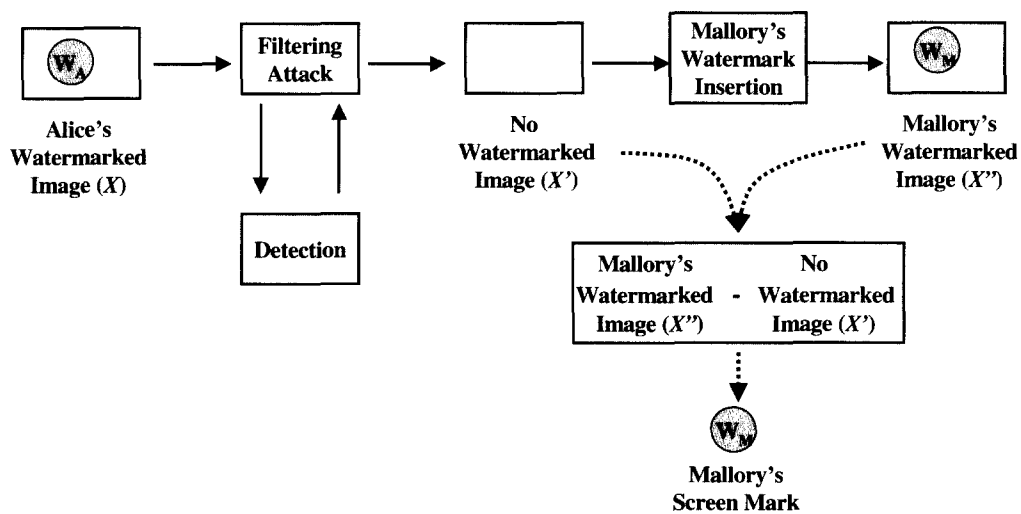 W_A
Alice's
Watermarked
Image (X)
Filtering
Attack
Detection
No
Watermarked
Image (X')
Mallory's
Watermark
Insertion
W_M
Mallory's
Watermarked
Image (X'')
Mallory's No
Watermarked - Watermarked
Image (X'') Image (X')
W_M
Mallory's
Screen Mark